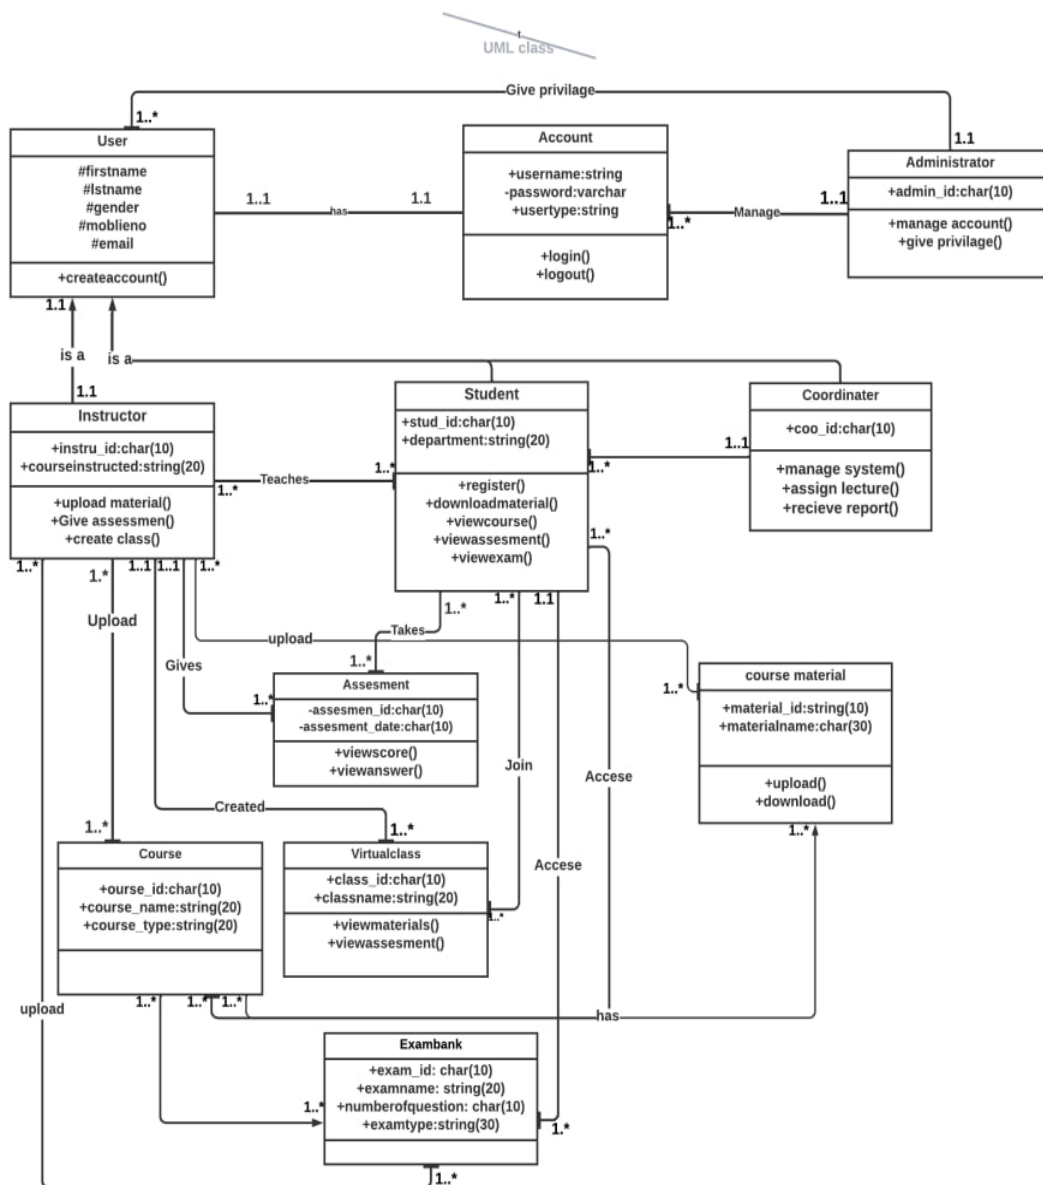 t
UML class
Give privilage
1..*
1.1
User
#firstname
#lstname
#gender
#moblieno
#email
+createaccount()
1..1
has
1.1
Account
+username:string
-password:varchar
+usertype:string
+login()
+logout()
1..*
Manage
1..1
Administrator
+admin_id:char(10)
+manage account()
+give privilage()
1.1
is a
is a
1.1
Instructor
+instru_id:char(10)
+courseinstructed:string(20)
+upload material()
+Give assessmen()
+create class()
1..*
Teaches
1..*
Student
+stud_id:char(10)
+department:string(20)
+register()
+downloadmaterial()
+viewcourse()
+viewassesment()
+viewexam()
1..*
1..1
Coordinater
+coo_id:char(10)
+manage system()
+assign lecture()
+recieve report()
1..*
1..*
1.*
1..1
1..1
1..*
1..*
1..*
1.1
Upload
upload
Takes
Gives
1..*
1..*
Assesment
-assesmen_id:char(10)
-assesment_date:char(10)
+viewscore()
+viewanswer()
1..*
course material
+material_id:string(10)
+materialname:char(30)
+upload()
+download()
1..*
Join
Accese
Created
1..*
1..*
Accese
Course
+ourse_id:char(10)
+course_name:string(20)
+course_type:string(20)
Virtualclass
+class_id:char(10)
+classname:string(20)
+viewmaterials()
+viewassesment()
1..*
1..*
1..*
1..*
upload
has
Exambank
+exam_id: char(10)
+examname: string(20)
+numberofquestion: char(10)
+examtype:string(30)
1..*
1.*
1..*